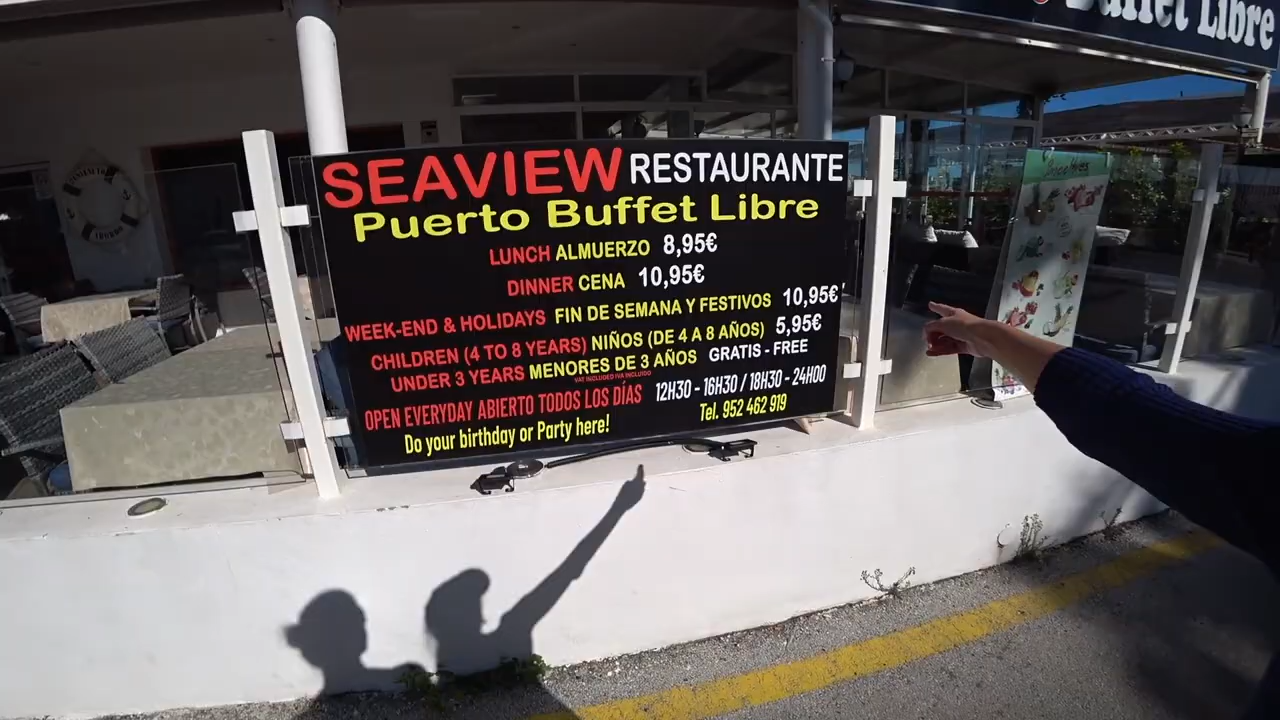 Buffet Libre
SEAVIEW RESTAURANTE
Puerto Buffet Libre
LUNCH ALMUERZO 8,95€
DINNER CENA 10,95€
WEEK-END & HOLIDAYS FIN DE SEMANA Y FESTIVOS 10,95€
CHILDREN (4 TO 8 YEARS) NIÑOS (DE 4 A 8 AÑOS) 5,95€
UNDER 3 YEARS MENORES DE 3 AÑOS GRATIS - FREE
VAT INCLUDED IVA INCLUIDO
OPEN EVERYDAY ABIERTO TODOS LOS DÍAS 12H30 - 16H30 / 18H30 - 24H00
Do your birthday or Party here! Tel. 952 462 919